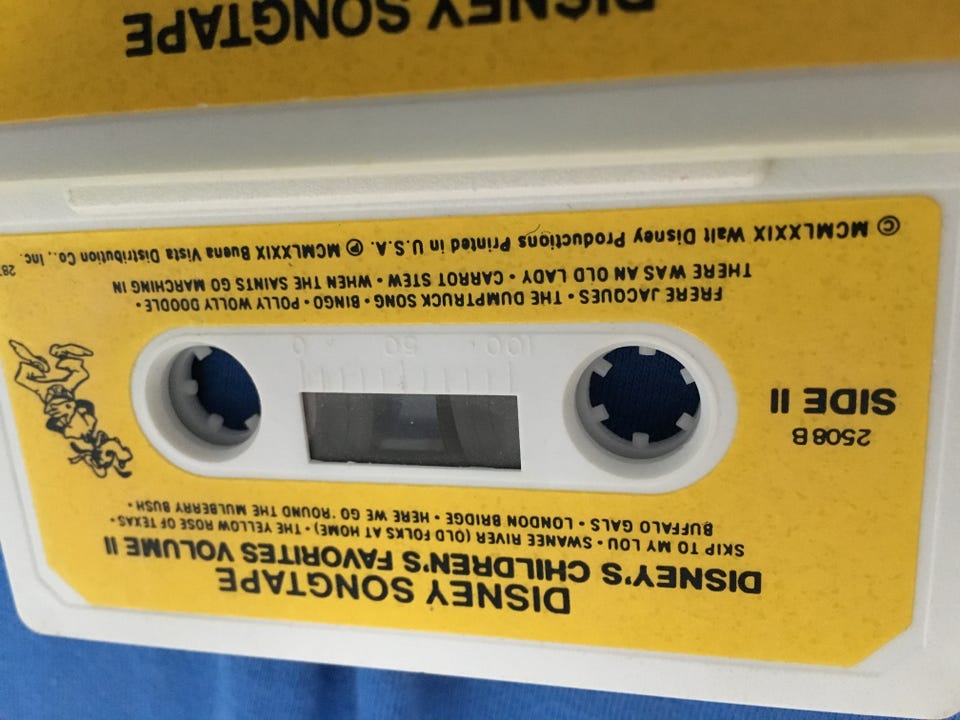 DISNEY SONGTAPE
DISNEY'S CHILDREN'S FAVORITES VOLUME II
SKIP TO MY LOU • SWANEE RIVER (OLD FOLKS AT HOME) • THE YELLOW ROSE OF TEXAS •
BUFFALO GALS • LONDON BRIDGE • HERE WE GO 'ROUND THE MULBERRY BUSH •
2508 B
SIDE II
100 50 0
FRERE JACQUES • THE DUMPTRUCK SONG • BINGO • POLLY WOLLY DOODLE •
THERE WAS AN OLD LADY • CARROT STEW • WHEN THE SAINTS GO MARCHING IN
© MCMLXXIX Walt Disney Productions Printed in U.S.A. ℗ MCMLXXIX Buena Vista Distribution Co., Inc.
DISNEY SONGTAPE